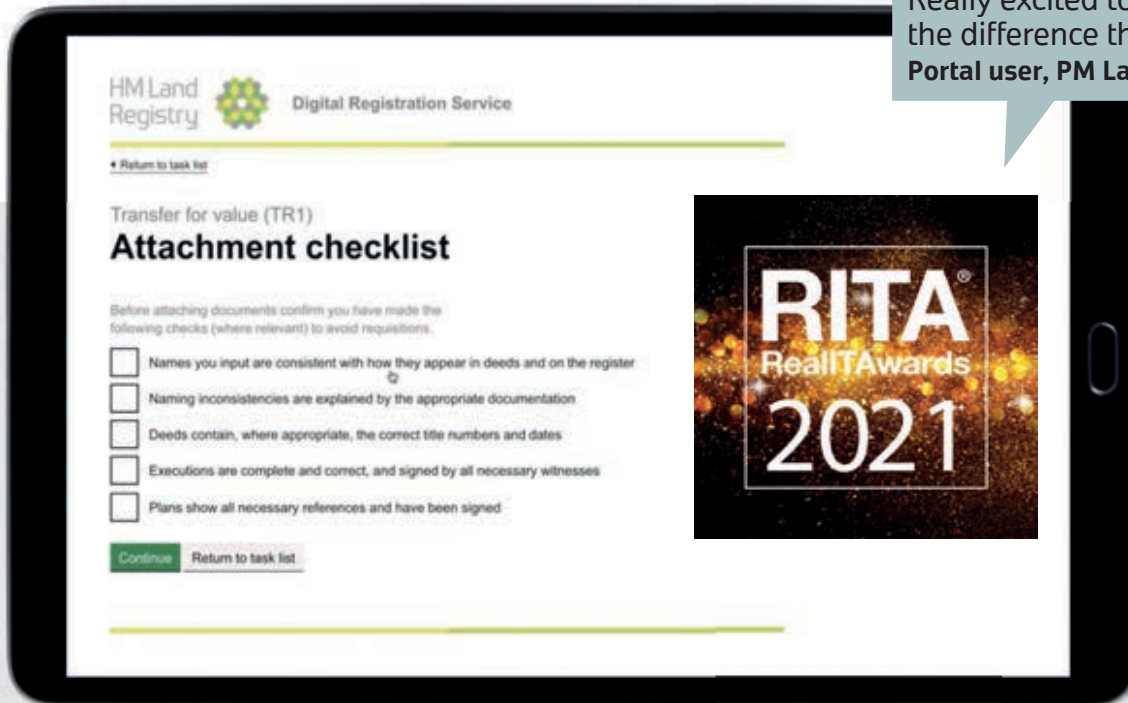 Really excited to
the difference th
Portal user, PM La
HM Land
Registry
Digital Registration Service
Return to task list
Transfer for value (TR1)
Attachment checklist
Before attaching documents confirm you have made the
following checks (where relevant) to avoid requisitions.
Names you input are consistent with how they appear in deeds and on the register
Naming inconsistencies are explained by the appropriate documentation
Deeds contain, where appropriate, the correct title numbers and dates
Executions are complete and correct, and signed by all necessary witnesses
Plans show all necessary references and have been signed
Continue Return to task list
RITA®
RealITAwards
2021